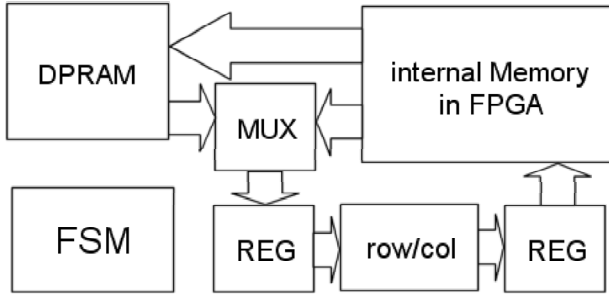 DPRAM
internal Memory
in FPGA
MUX
FSM
REG
row/col
REG